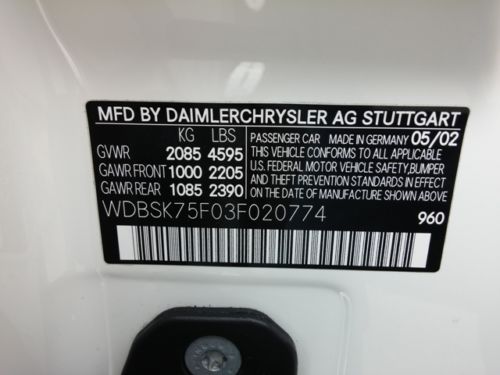 MFD BY DAIMLERCHRYSLER AG STUTTGART
KG LBS
GVWR 2085 4595
GAWR FRONT 1000 2205
GAWR REAR 1085 2390
PASSENGER CAR MADE IN GERMANY 05/02
THIS VEHICLE CONFORMS TO ALL APPLICABLE
U.S. FEDERAL MOTOR VEHICLE SAFETY, BUMPER
AND THEFT PREVENTION STANDARDS IN EFFECT
ON THE DATE OF MANUFACTURE SHOWN ABOVE.
WDBSK75F03F020774 960